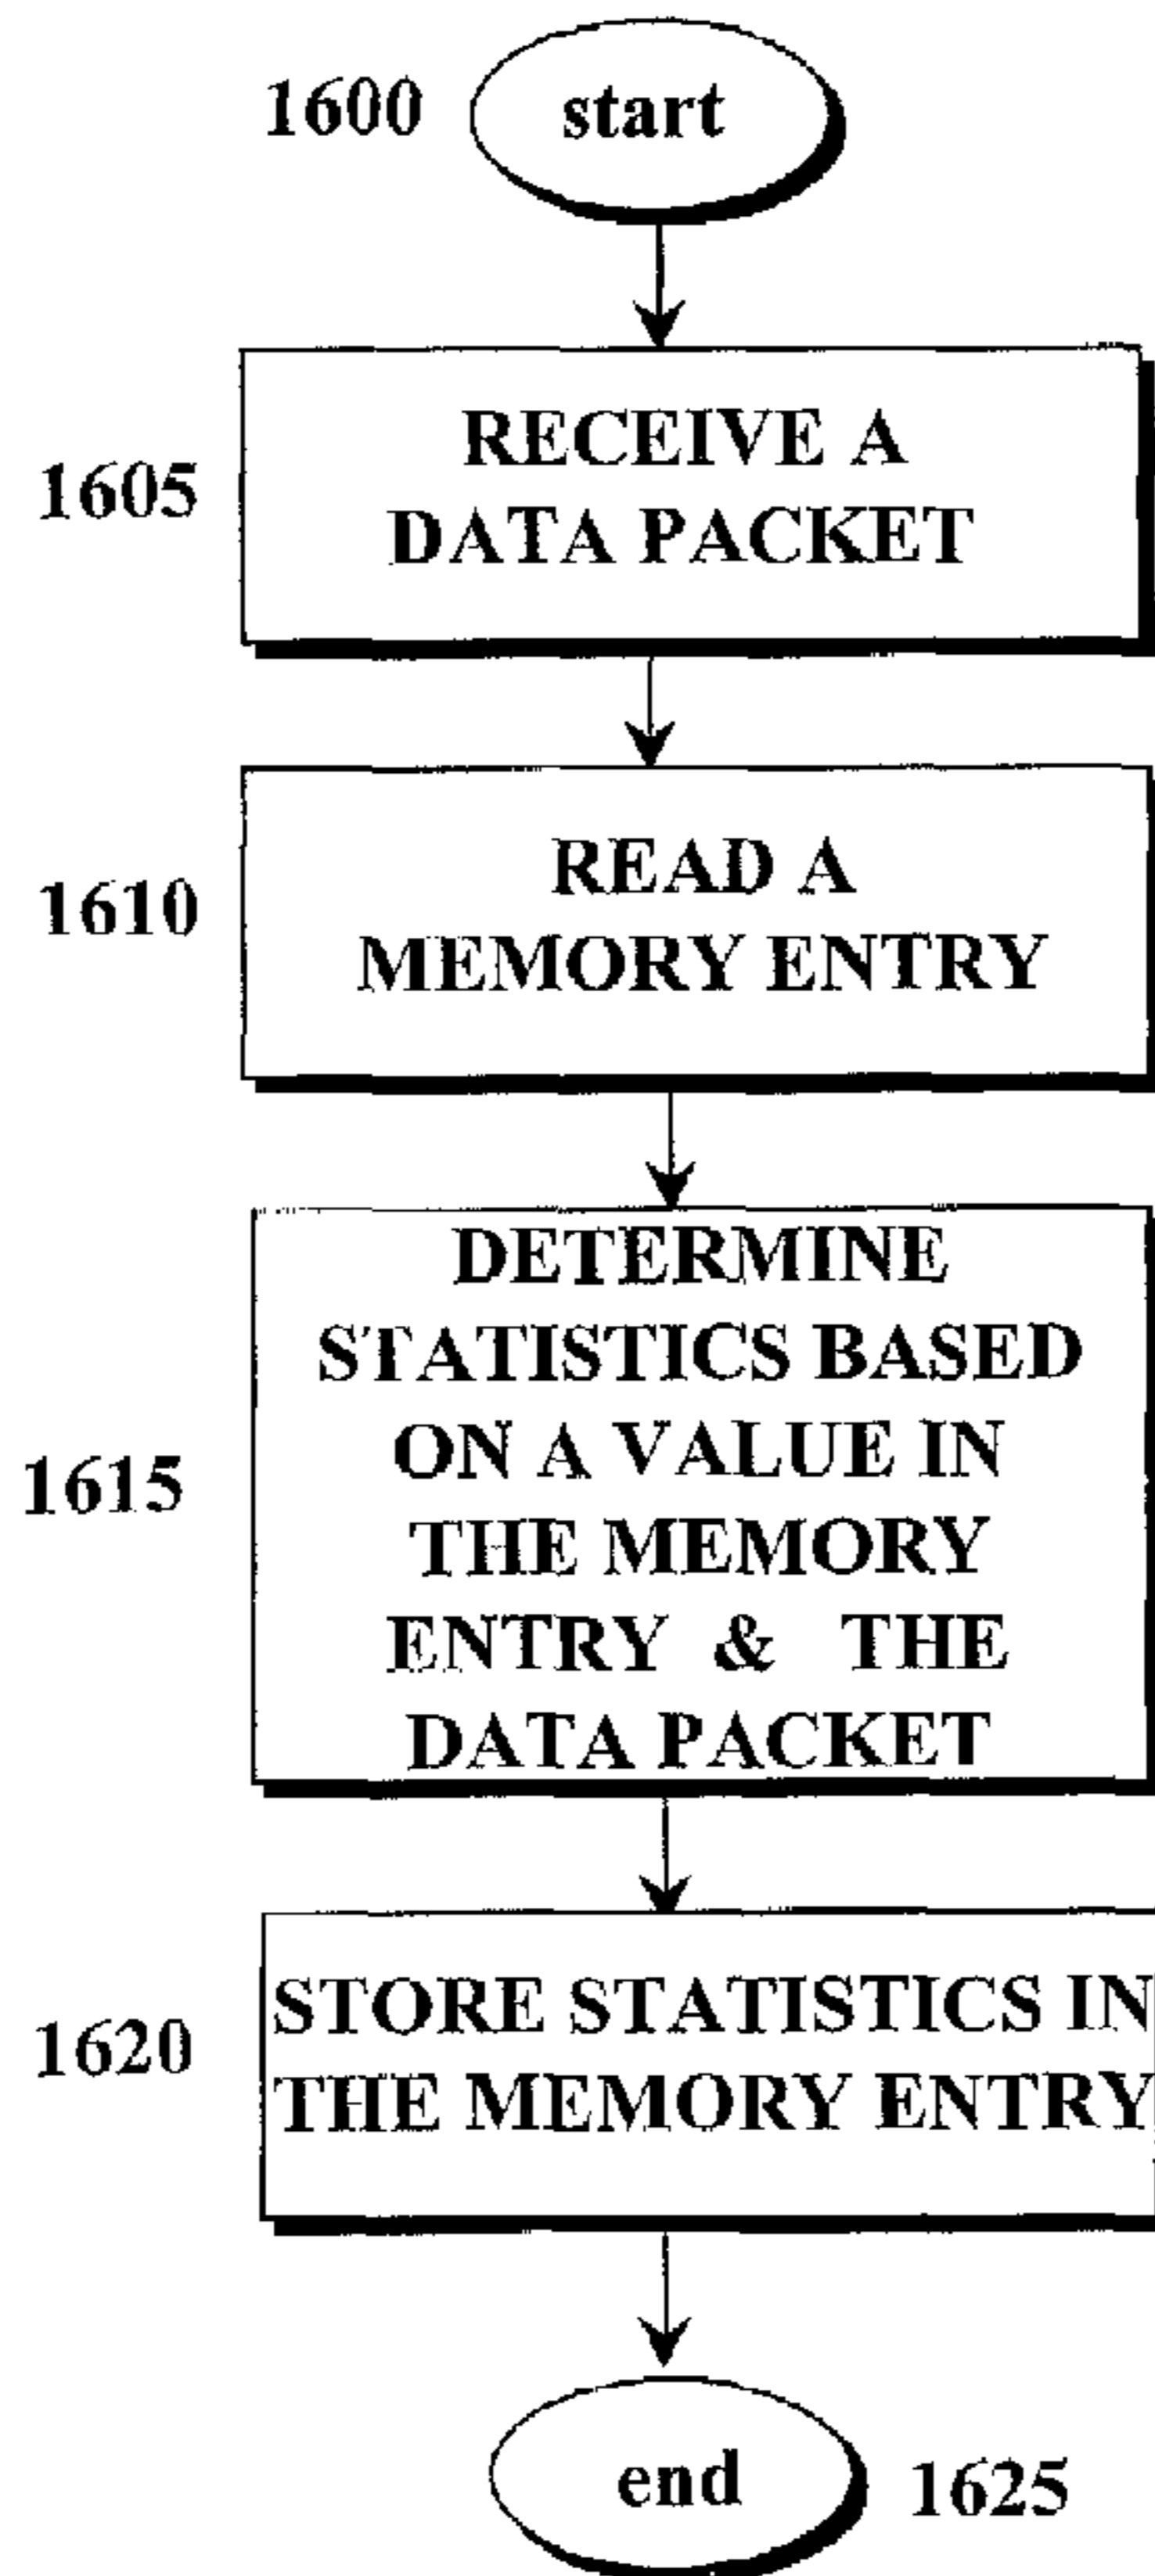 1600 start
1605
RECEIVE A
DATA PACKET
1610
READ A
MEMORY ENTRY
1615
DETERMINE
STATISTICS BASED
ON A VALUE IN
THE MEMORY
ENTRY & THE
DATA PACKET
1620
STORE STATISTICS IN
THE MEMORY ENTRY
end 1625